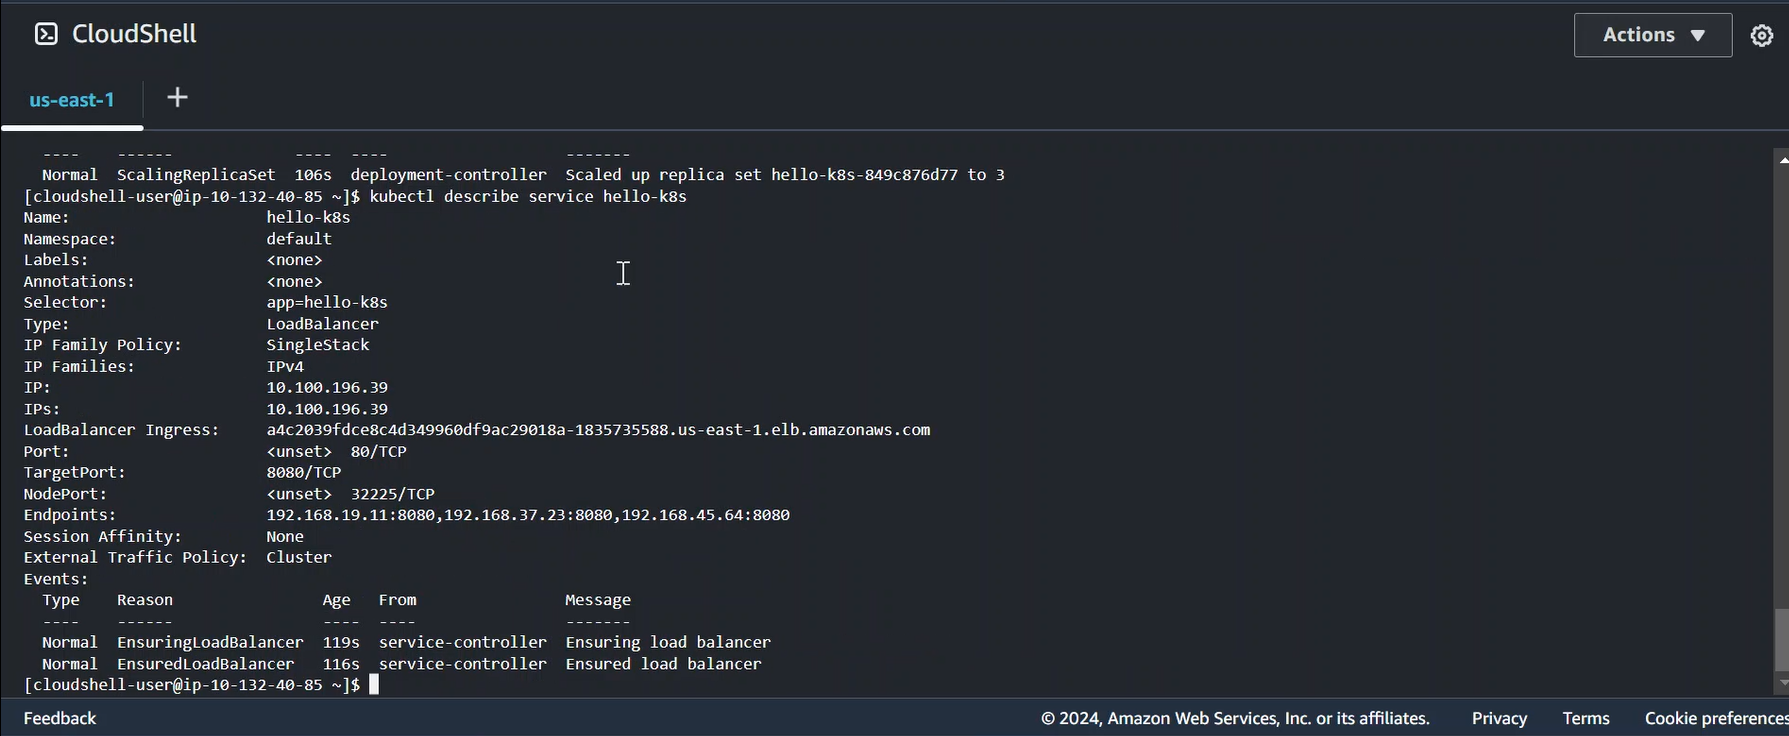 CloudShell
Actions
us-east-1
---- ------ ---- ---- -------
Normal ScalingReplicaSet 106s deployment-controller Scaled up replica set hello-k8s-849c876d77 to 3
[cloudshell-user@ip-10-132-40-85 ~]$ kubectl describe service hello-k8s
Name: hello-k8s
Namespace: default
Labels: <none>
Annotations: <none>
Selector: app=hello-k8s
Type: LoadBalancer
IP Family Policy: SingleStack
IP Families: IPv4
IP: 10.100.196.39
IPs: 10.100.196.39
LoadBalancer Ingress: a4c2039fdce8c4d349960df9ac29018a-1835735588.us-east-1.elb.amazonaws.com
Port: <unset> 80/TCP
TargetPort: 8080/TCP
NodePort: <unset> 32225/TCP
Endpoints: 192.168.19.11:8080,192.168.37.23:8080,192.168.45.64:8080
Session Affinity: None
External Traffic Policy: Cluster
Events:
Type Reason Age From Message
---- ------ ---- ---- -------
Normal EnsuringLoadBalancer 119s service-controller Ensuring load balancer
Normal EnsuredLoadBalancer 116s service-controller Ensured load balancer
[cloudshell-user@ip-10-132-40-85 ~]$
Feedback © 2024, Amazon Web Services, Inc. or its affiliates. Privacy Terms Cookie preferences